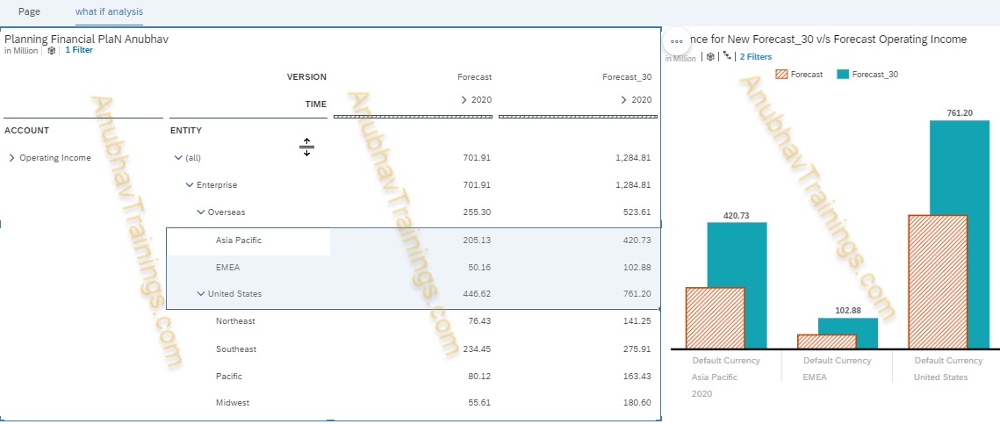 Page what if analysis
Planning Financial PlaN Anubhav
in Million 1 Filter
VERSION Forecast Forecast_30
TIME 2020 2020
ACCOUNT ENTITY
Operating Income (all) 701.91 1,284.81
Enterprise 701.91 1,284.81
Overseas 255.30 523.61
Asia Pacific 205.13 420.73
EMEA 50.16 102.88
United States 446.62 761.20
Northeast 76.43 141.25
Southeast 234.45 275.91
Pacific 80.12 163.43
Midwest 55.61 180.60
AnubhavTrainings.com
AnubhavTrainings.com
nce for New Forecast_30 v/s Forecast Operating Income
in Million 2 Filters
Forecast Forecast_30
761.20
420.73
102.88
Default Currency Default Currency Default Currency
Asia Pacific EMEA United States
2020
AnubhavTrainings.com